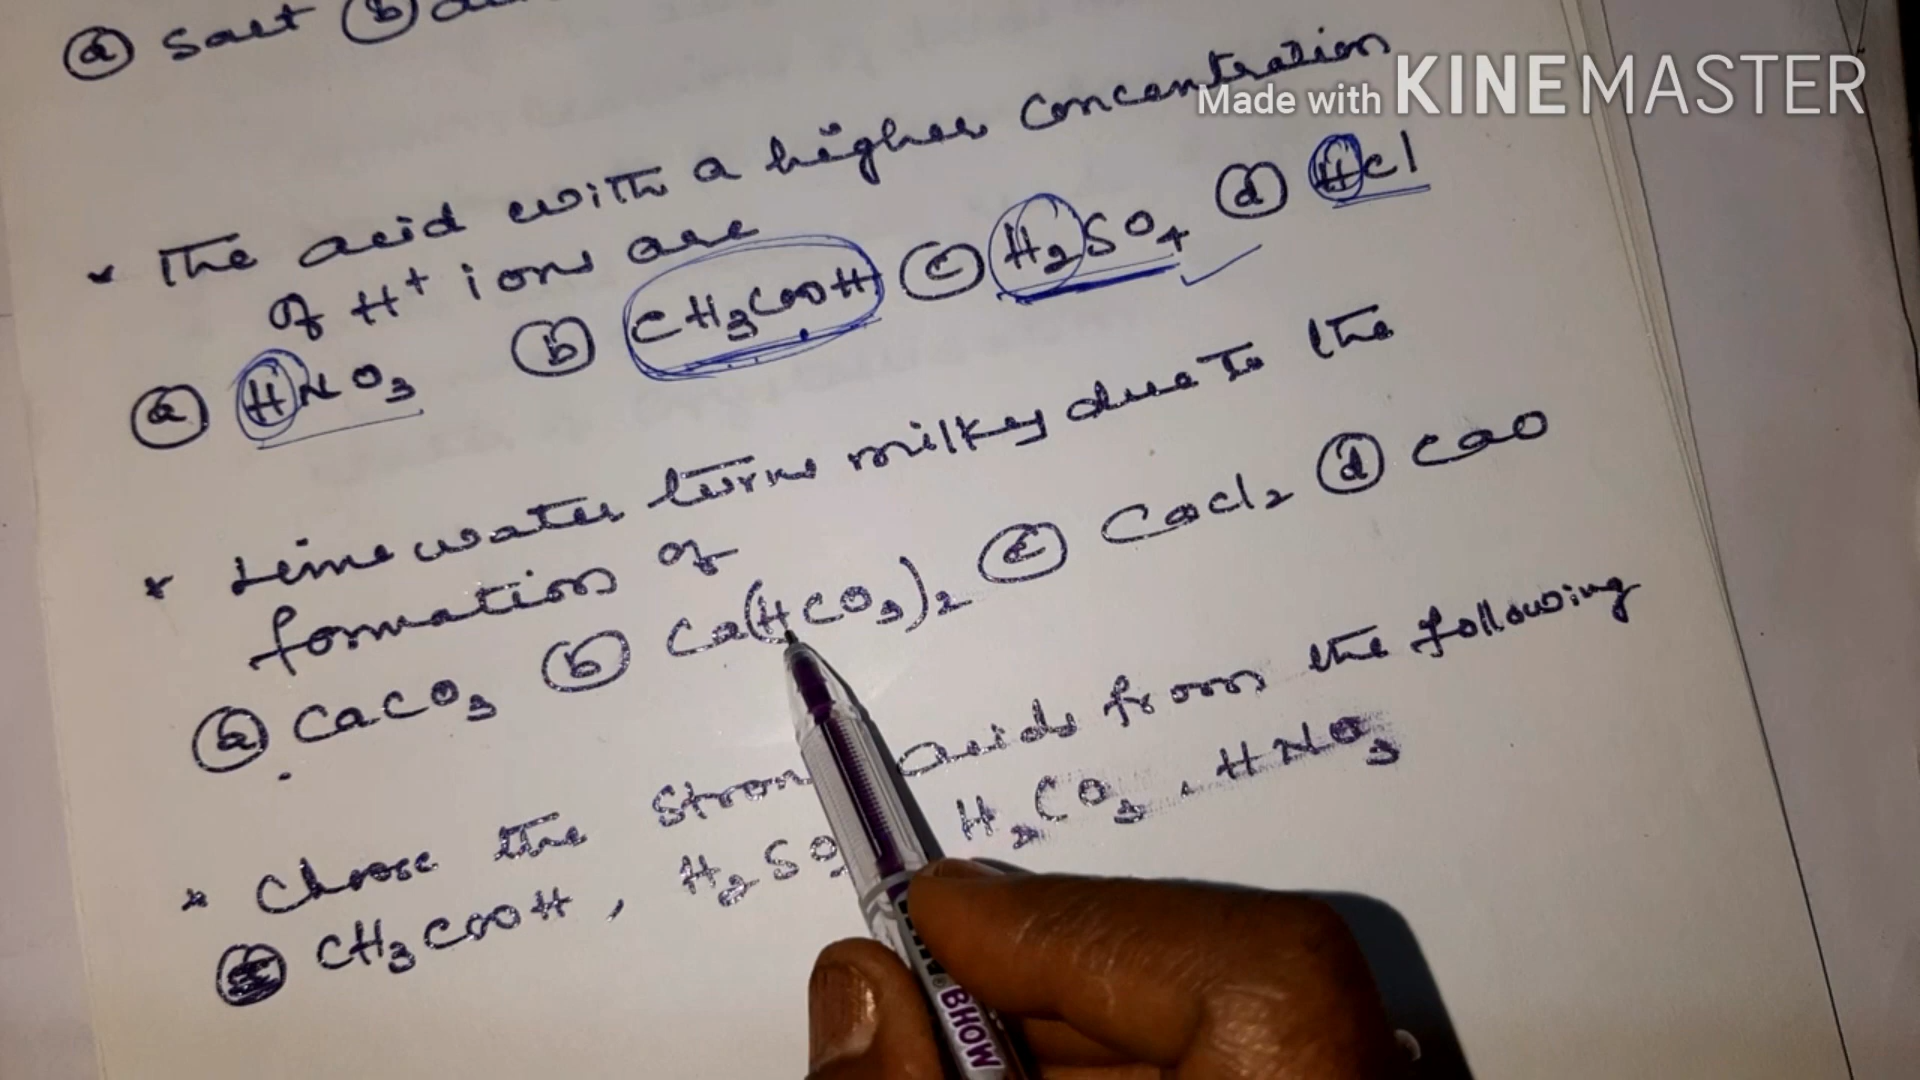 (a) Salt (b)
Made with KINEMASTER
* The acid with a higher concentration
of H+ ions are
(a) HNO3 (b) CH3COOH (c) H2SO4 (d) HCl
* Lime water turns milky due to the
formation of
(a) CaCO3 (b) Ca(HCO3)2 (c) CaCl2 (d) CaO
* Choose the Strong acids from the following
CH3COOH, H2SO H2CO3, HNO3
BHOW